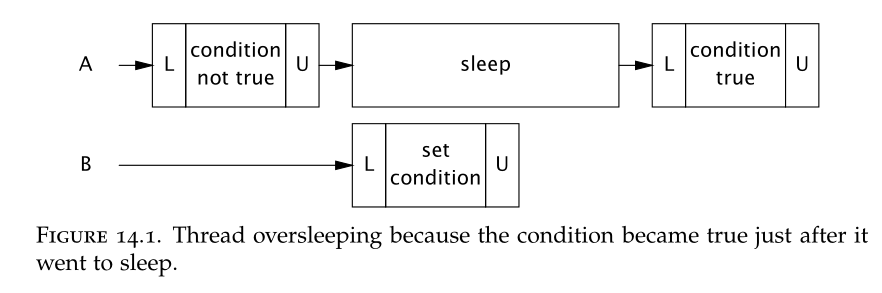 A L condition not true U sleep L condition true U
B L set condition U
FIGURE 14.1. Thread oversleeping because the condition became true just after it
went to sleep.